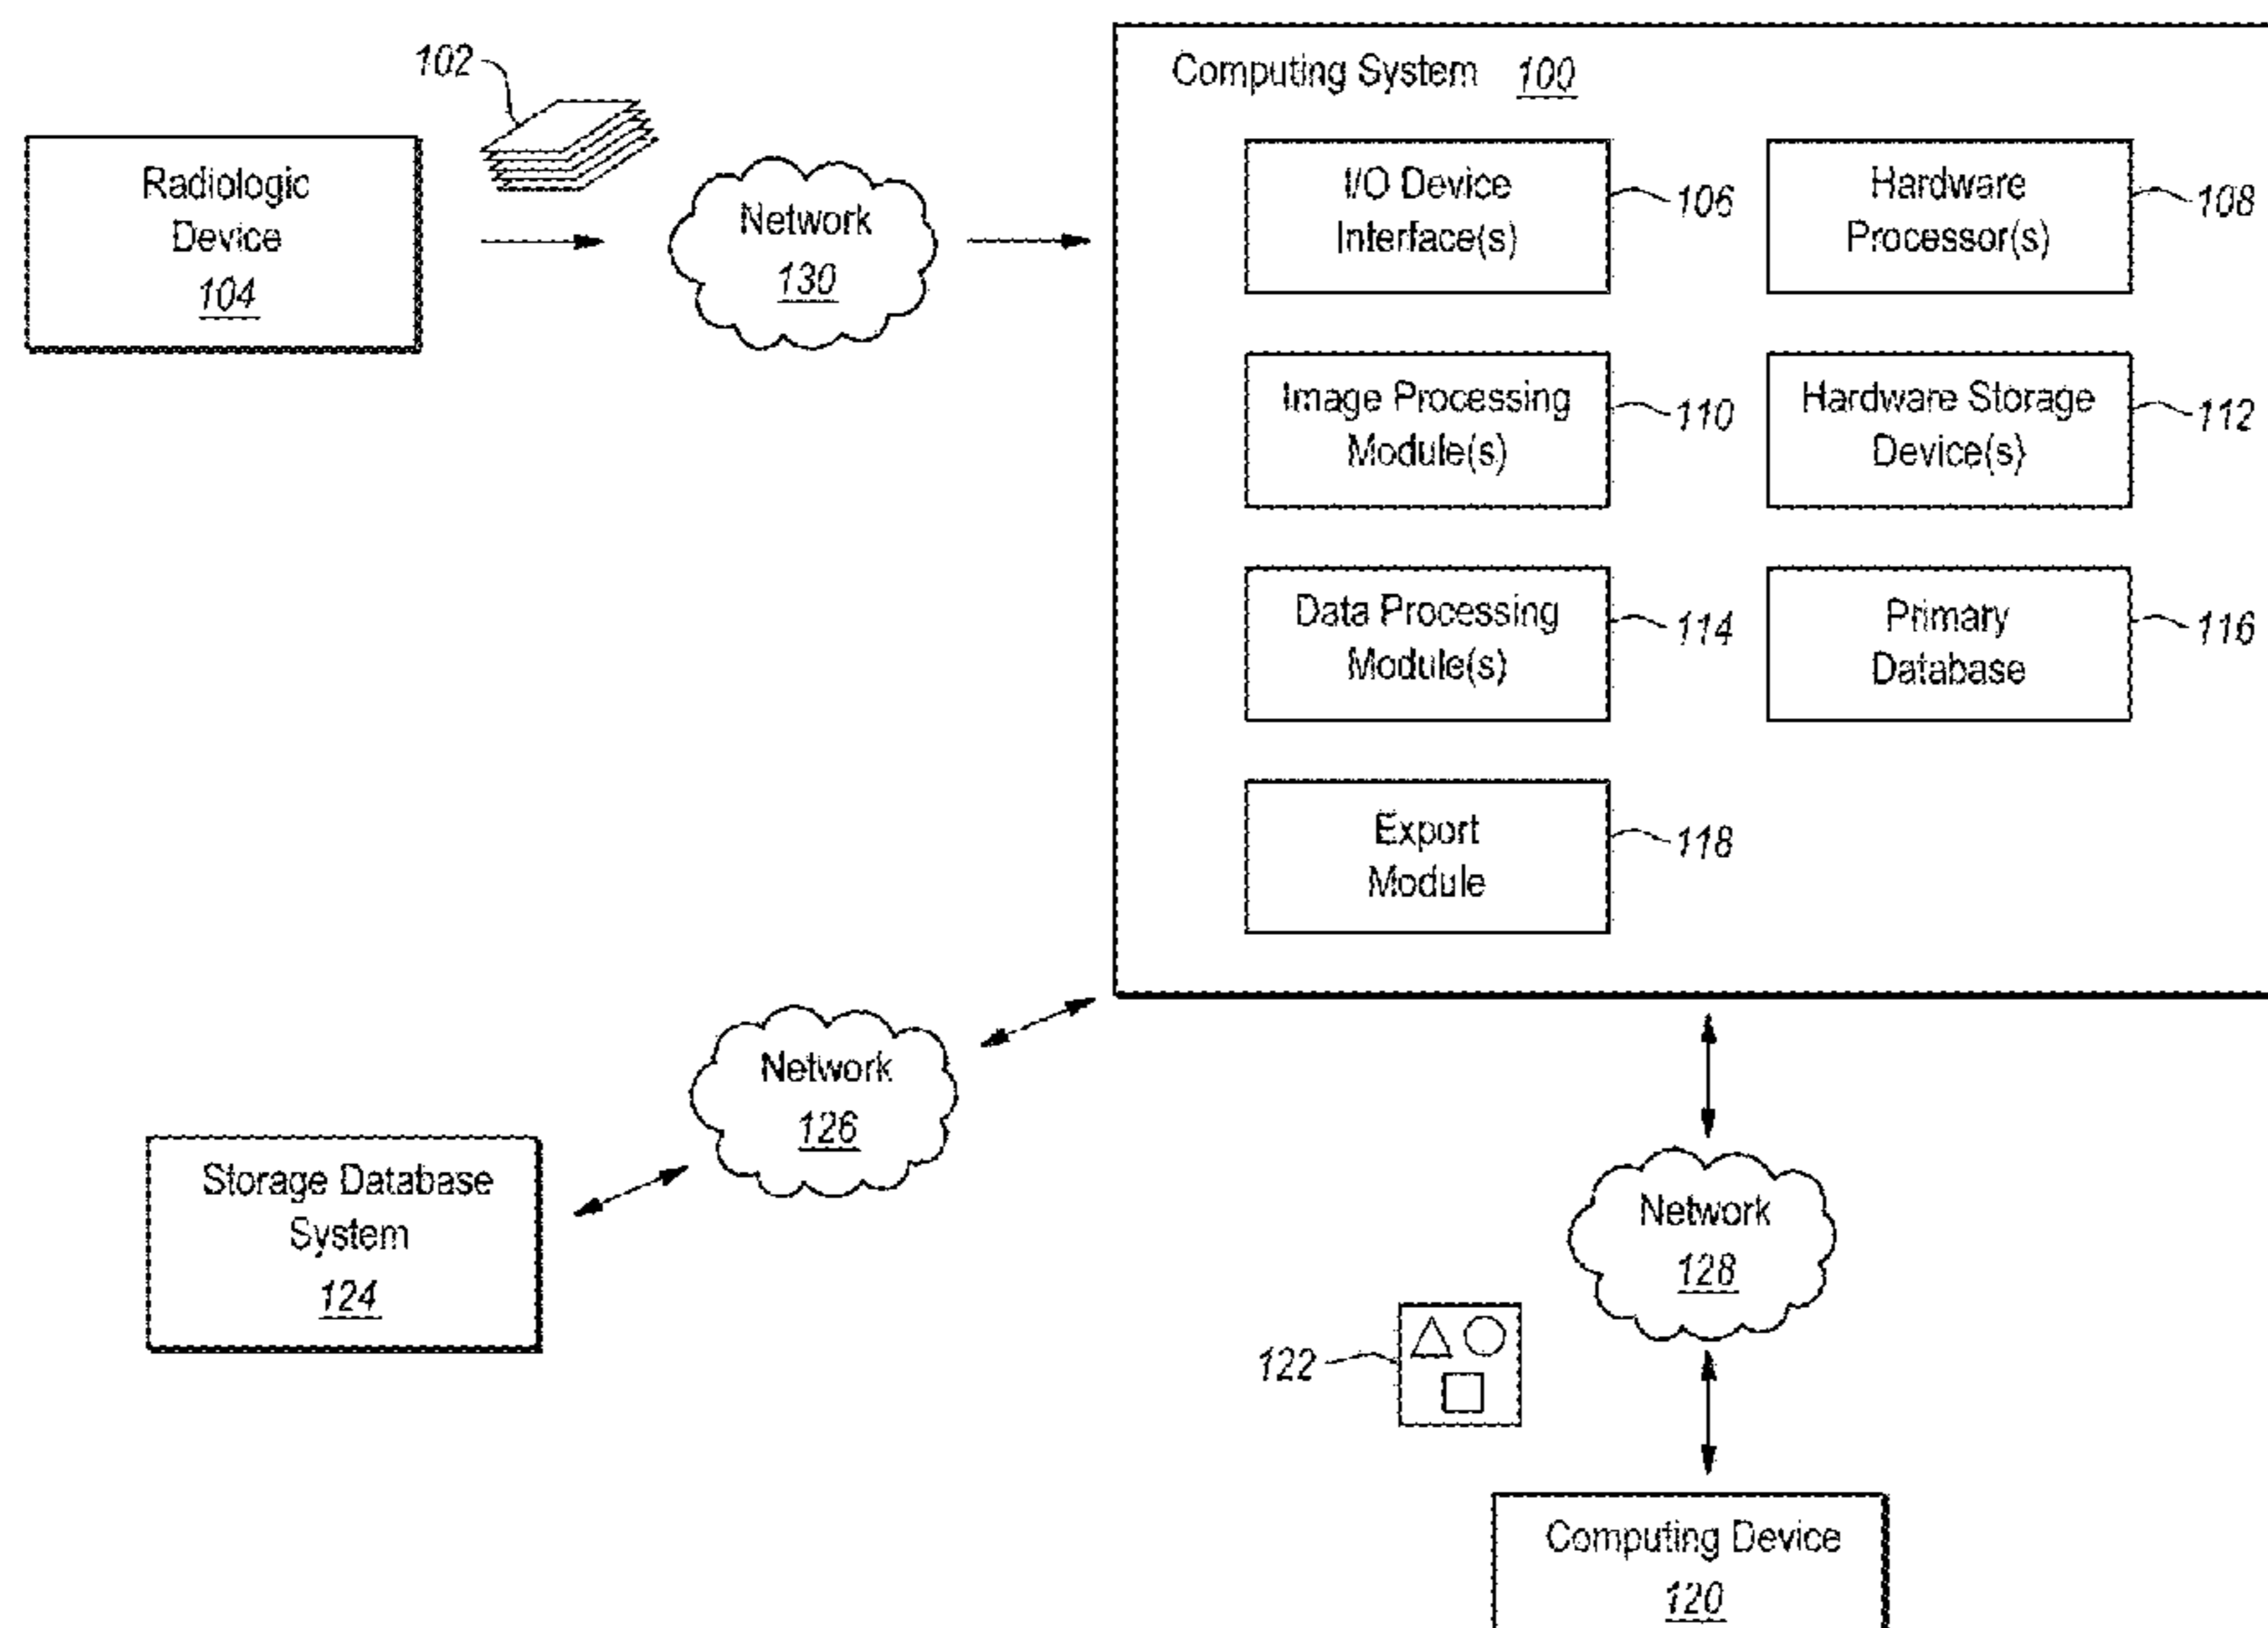 102
Radiologic
Device
104
Network
130
Computing System 100
I/O Device
Interface(s)
106
Hardware
Processor(s)
108
Image Processing
Module(s)
110
Hardware Storage
Device(s)
112
Data Processing
Module(s)
114
Primary
Database
116
Export
Module
118
Network
126
Storage Database
System
124
Network
128
122
Computing Device
120